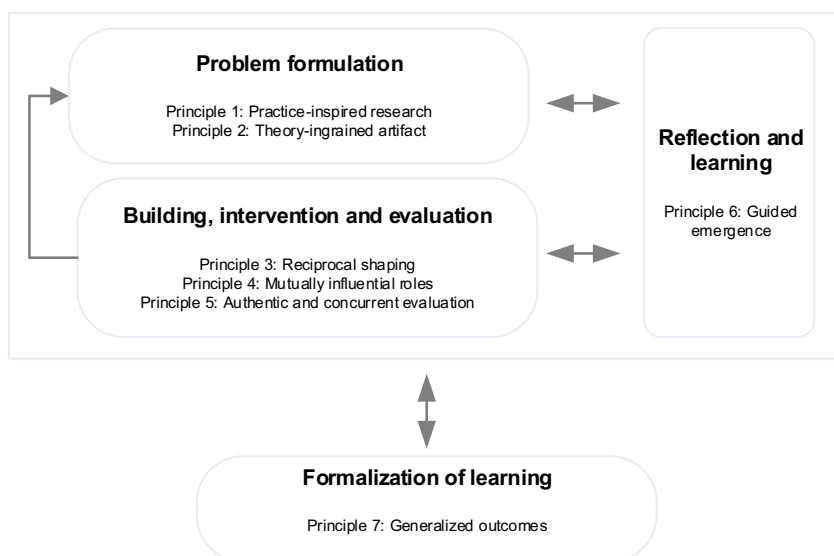 Problem formulation
Principle 1: Practice-inspired research
Principle 2: Theory-ingrained artifact
Building, intervention and evaluation
Principle 3: Reciprocal shaping
Principle 4: Mutually influential roles
Principle 5: Authentic and concurrent evaluation
Reflection and
learning
Principle 6: Guided
emergence
Formalization of learning
Principle 7: Generalized outcomes